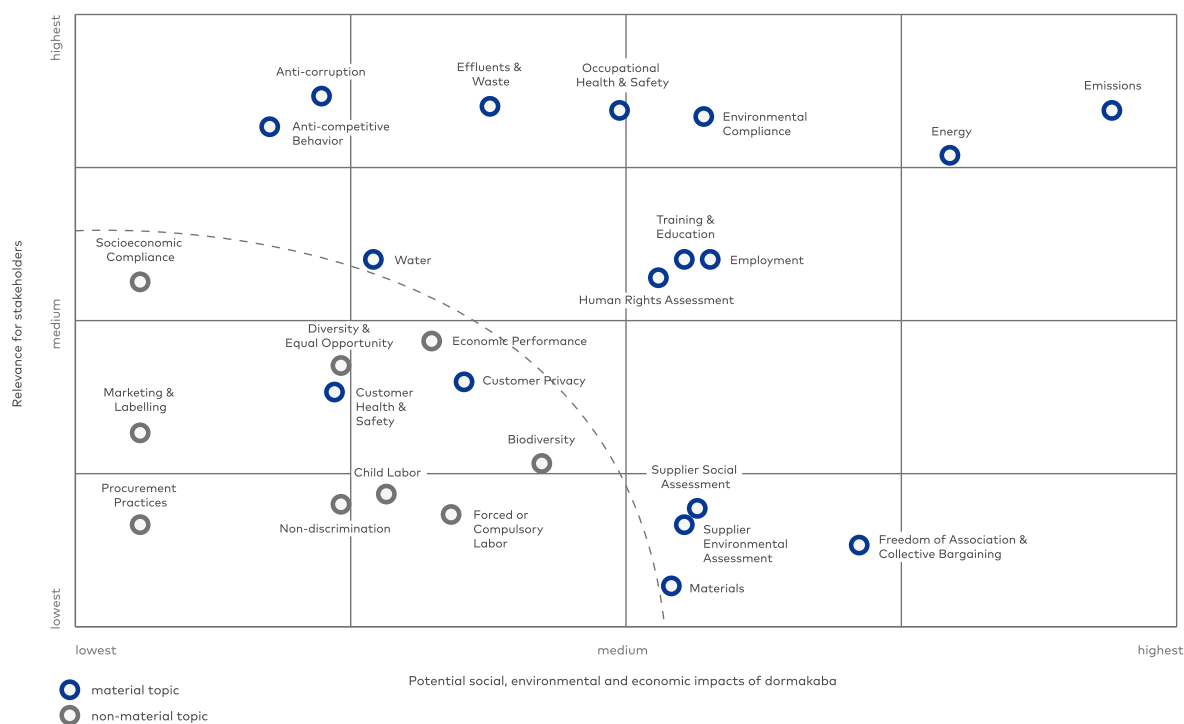 highest
Anti-corruption
Effluents &
Waste
Occupational
Health & Safety
Emissions
Anti-competitive
Behavior
Environmental
Compliance
Energy
Training &
Education
Socioeconomic
Compliance
Water
Employment
Human Rights Assessment
Relevance for stakeholders
medium
Diversity &
Equal Opportunity
Economic Performance
Customer Privacy
Marketing &
Labelling
Customer
Health &
Safety
Biodiversity
Child Labor
Supplier Social
Assessment
Procurement
Practices
Non-discrimination
Forced or
Compulsory
Labor
Supplier
Environmental
Assessment
Freedom of Association &
Collective Bargaining
Materials
lowest
lowest
medium
highest
Potential social, environmental and economic impacts of dormakaba
material topic
non-material topic